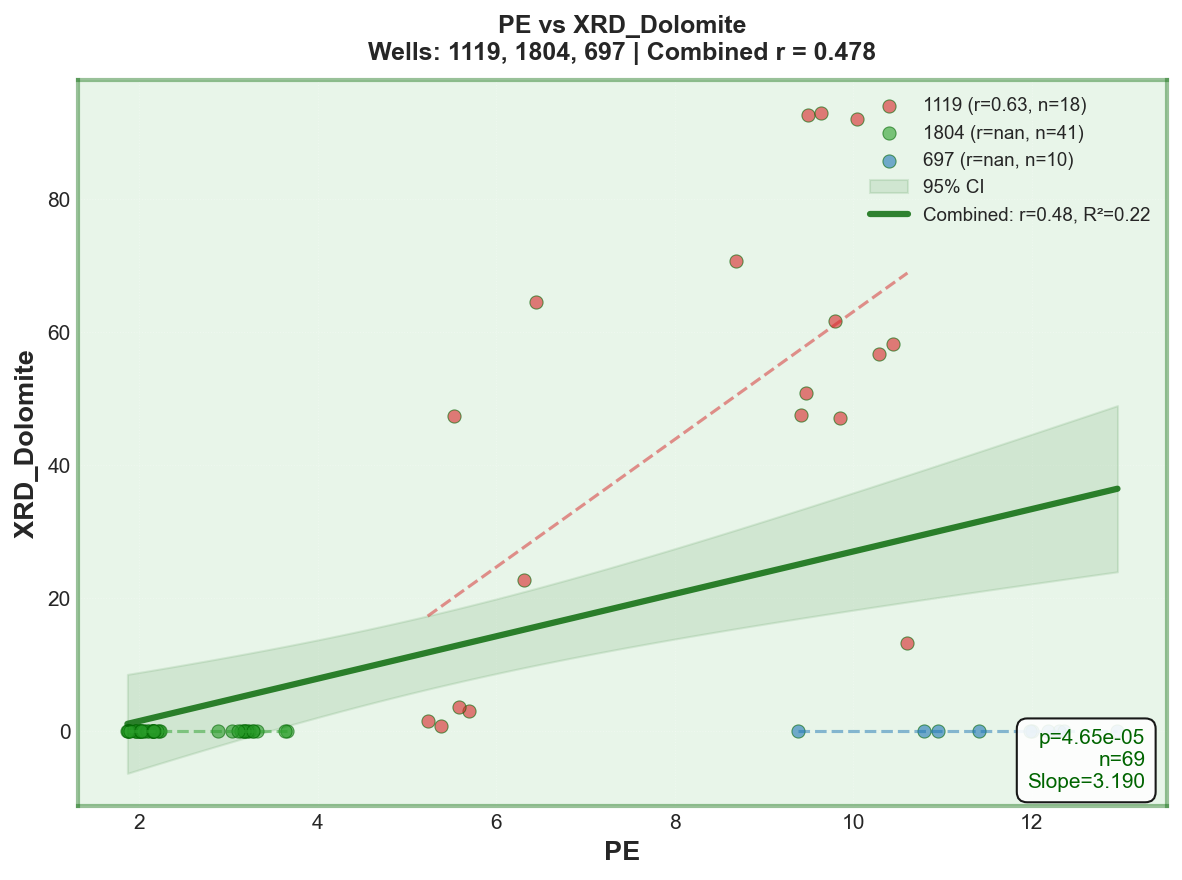 PE vs XRD_Dolomite
Wells: 1119, 1804, 697 | Combined r = 0.478
1119 (r=0.63, n=18)
1804 (r=nan, n=41)
697 (r=nan, n=10)
95% CI
Combined: r=0.48, R²=0.22
XRD_Dolomite
80
60
40
20
0
p=4.65e-05
n=69
Slope=3.190
2 4 6 8 10 12
PE